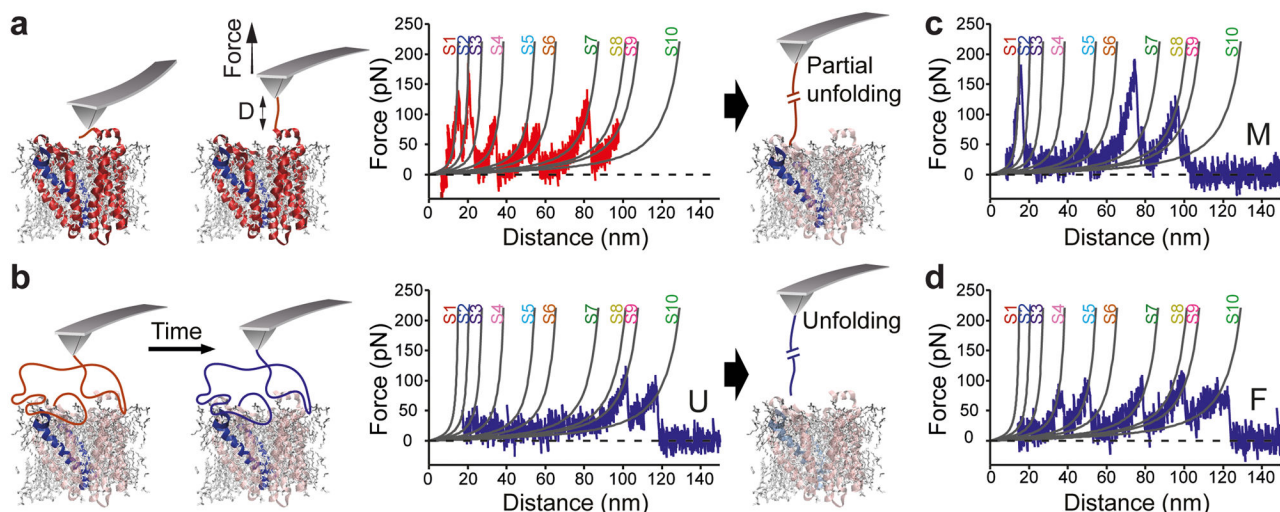 a
Force
D
Force (pN)
250
200
150
100
50
0
S1
S2
S3
S4
S5
S6
S7
S8
S9
S10
0 20 40 60 80 100 120 140
Distance (nm)
Partial
unfolding
c
Force (pN)
250
200
150
100
50
0
S1
S2
S3
S4
S5
S6
S7
S8
S9
S10
M
0 20 40 60 80 100 120 140
Distance (nm)
b
Time
Force (pN)
250
200
150
100
50
0
S1
S2
S3
S4
S5
S6
S7
S8
S9
S10
U
0 20 40 60 80 100 120 140
Distance (nm)
Unfolding
d
Force (pN)
250
200
150
100
50
0
S1
S2
S3
S4
S5
S6
S7
S8
S9
S10
F
0 20 40 60 80 100 120 140
Distance (nm)